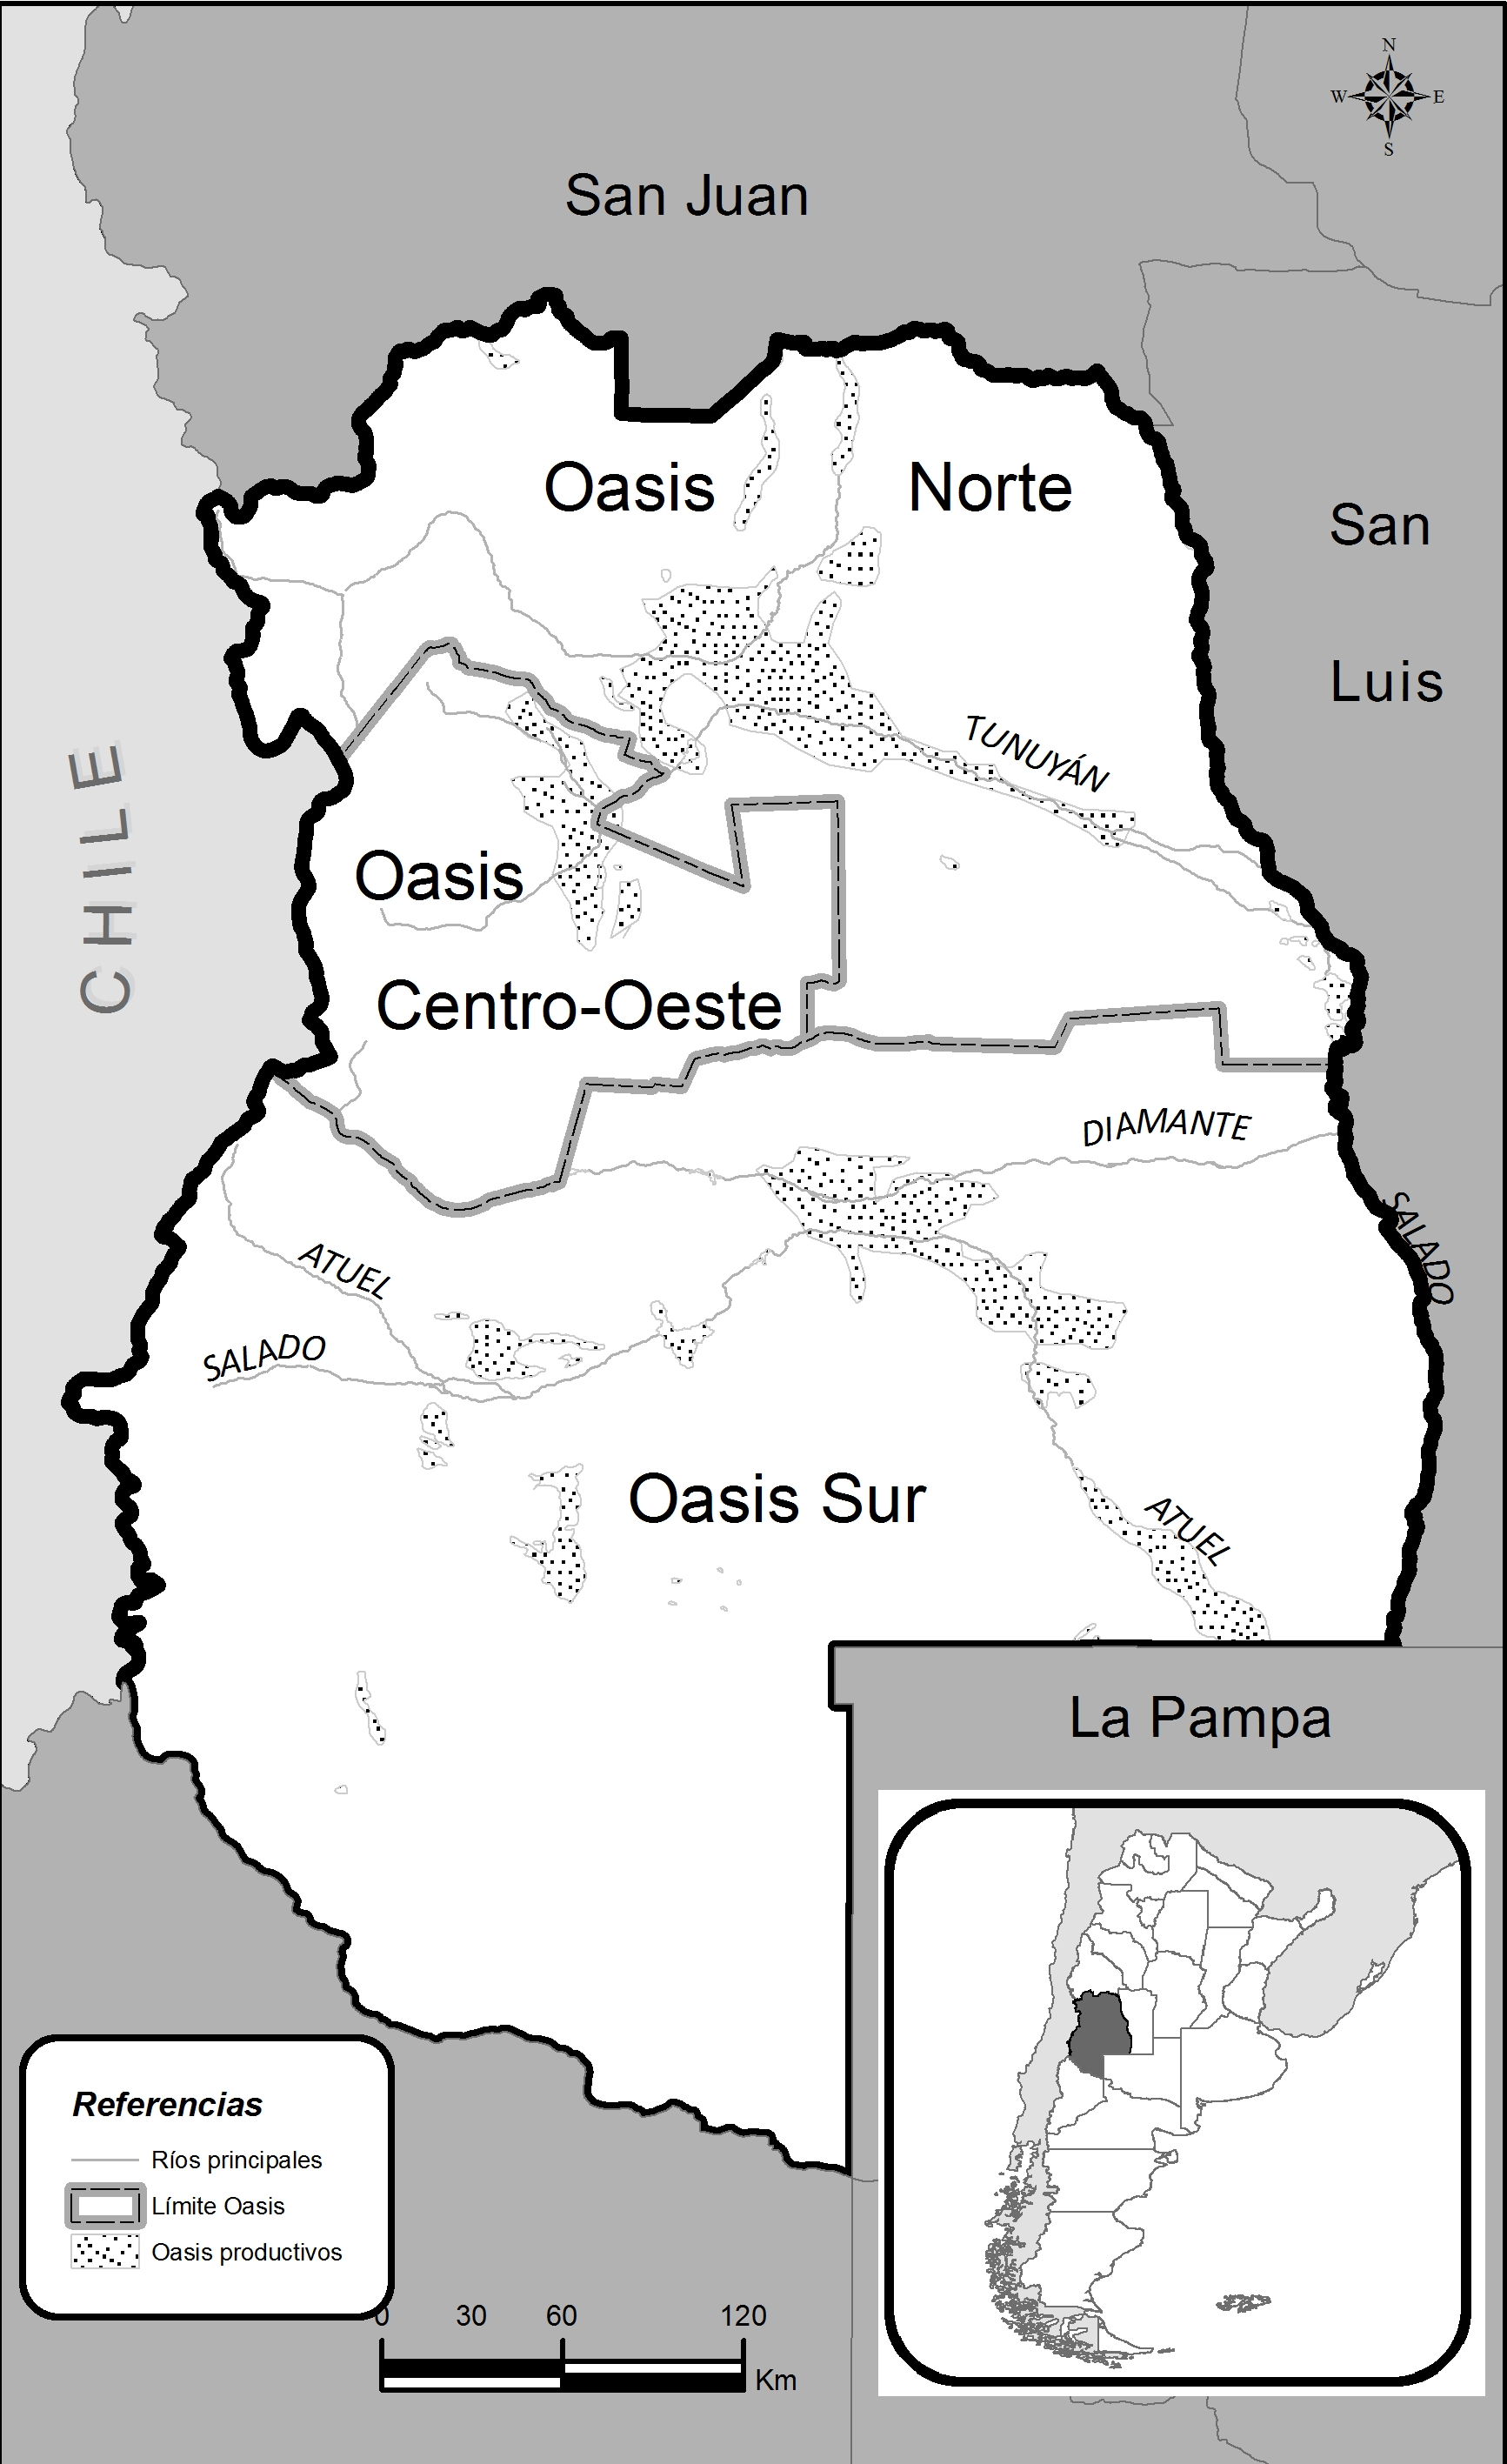 N
W E
S
San Juan
Oasis Norte
San
Luis
TUNUYÁN
CHILE
Oasis
Centro-Oeste
DIAMANTE
SALADO
ATUEL
SALADO
Oasis Sur
ATUEL
La Pampa
Referencias
Ríos principales
Límite Oasis
Oasis productivos
0 30 60 120
Km